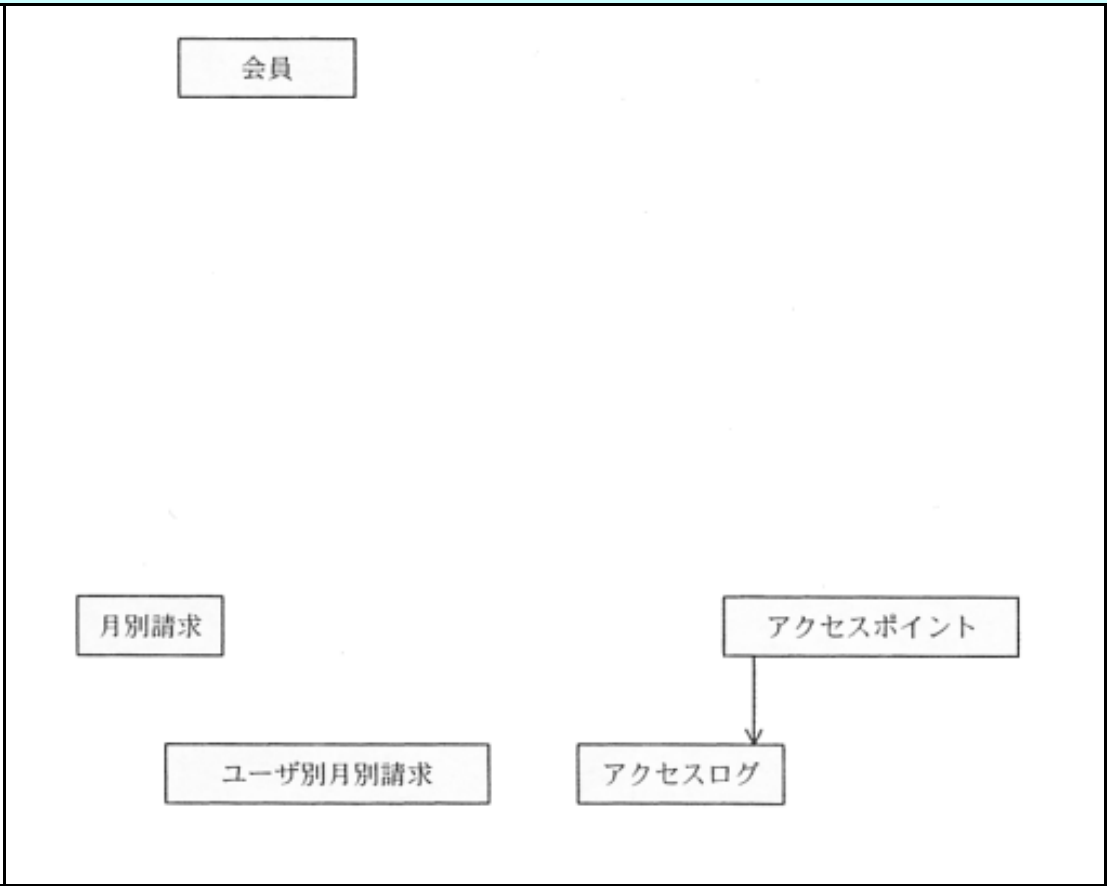 会員
月別請求
アクセスポイント
ユーザ別月別請求
アクセスログ